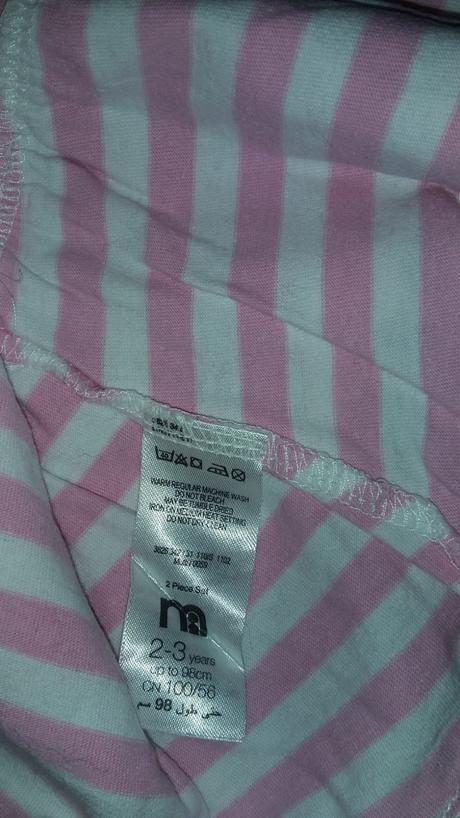 40
WARM REGULAR MACHINE WASH
DO NOT BLEACH
MAY BE TUMBLE DRIED
IRON ON MEDIUM HEAT SETTING
DO NOT DRY CLEAN
2 Piece Set
m
2-3 years
up to 98cm
CN 100/56
حتى طول 98 سم